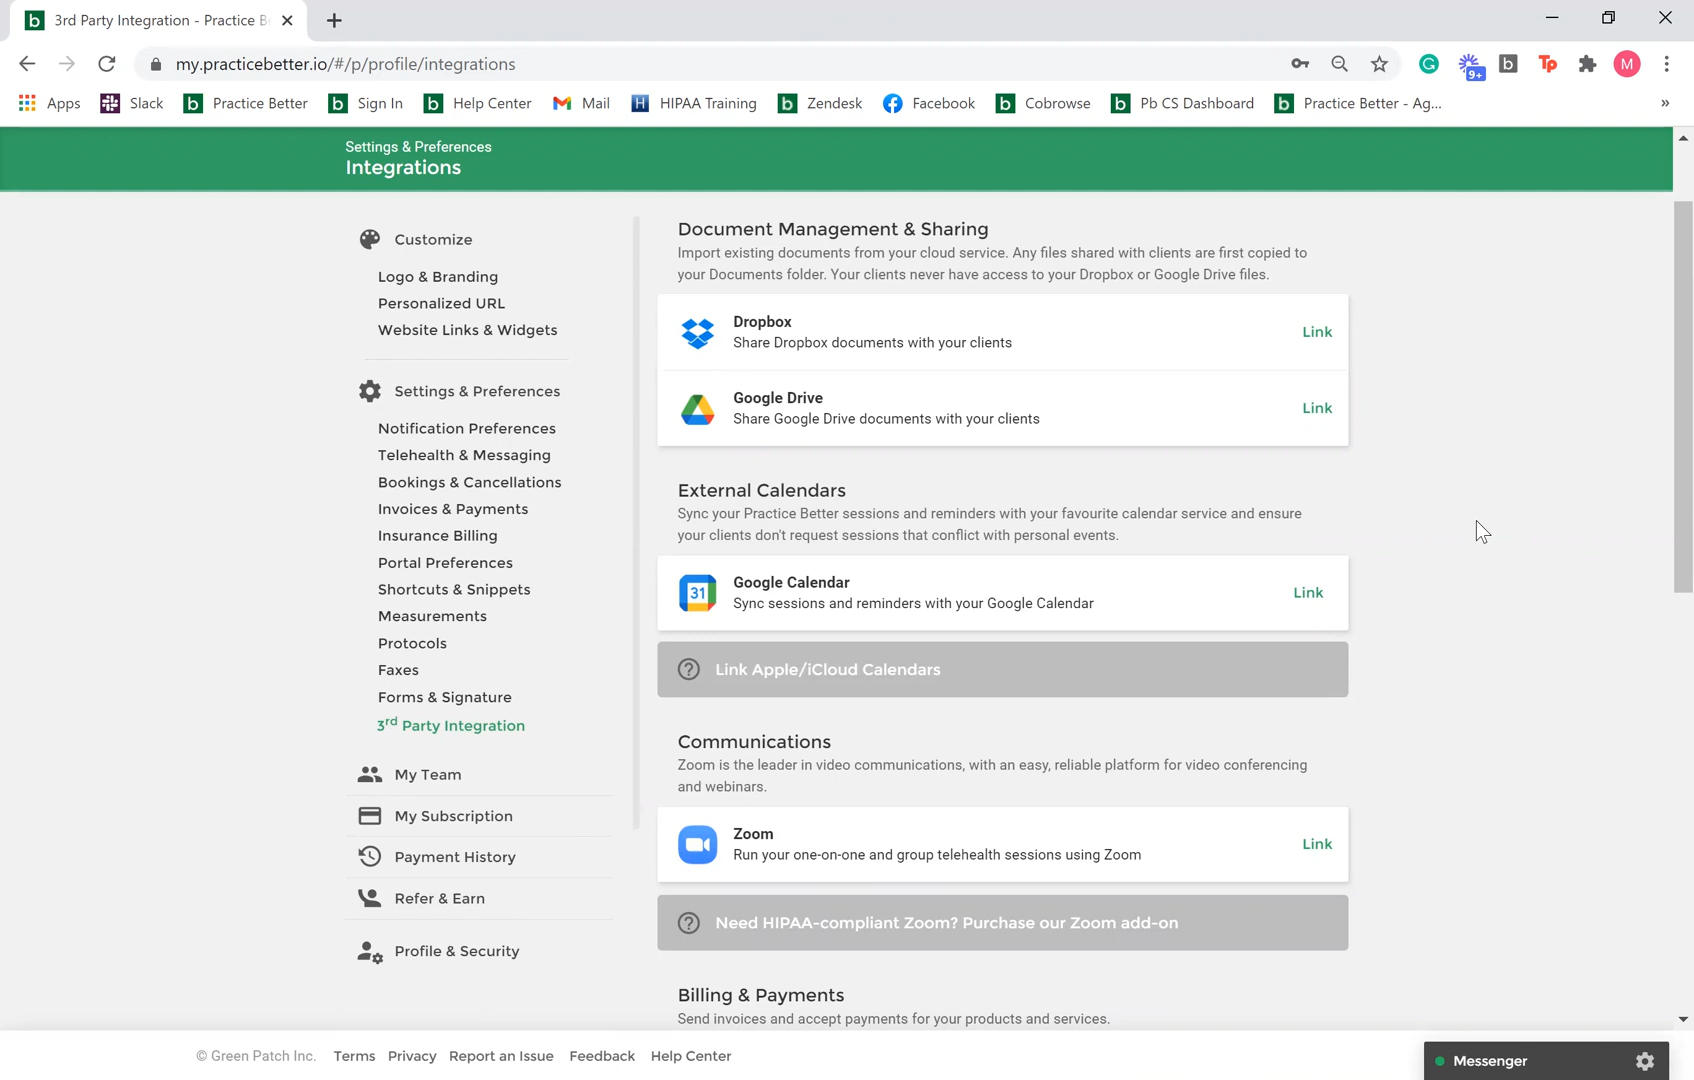 3rd Party Integration - Practice B
my.practicebetter.io/#/p/profile/integrations
9+
M
Apps
Slack
Practice Better
Sign In
Help Center
Mail
HIPAA Training
Zendesk
Facebook
Cobrowse
Pb CS Dashboard
Practice Better - Ag...
»
Settings & Preferences
Integrations
Customize
Logo & Branding
Personalized URL
Website Links & Widgets
Settings & Preferences
Notification Preferences
Telehealth & Messaging
Bookings & Cancellations
Invoices & Payments
Insurance Billing
Portal Preferences
Shortcuts & Snippets
Measurements
Protocols
Faxes
Forms & Signature
3rd Party Integration
My Team
My Subscription
Payment History
Refer & Earn
Profile & Security
Document Management & Sharing
Import existing documents from your cloud service. Any files shared with clients are first copied to
your Documents folder. Your clients never have access to your Dropbox or Google Drive files.
Dropbox
Share Dropbox documents with your clients
Link
Google Drive
Share Google Drive documents with your clients
Link
External Calendars
Sync your Practice Better sessions and reminders with your favourite calendar service and ensure
your clients don't request sessions that conflict with personal events.
31
Google Calendar
Sync sessions and reminders with your Google Calendar
Link
Link Apple/iCloud Calendars
Communications
Zoom is the leader in video communications, with an easy, reliable platform for video conferencing
and webinars.
Zoom
Run your one-on-one and group telehealth sessions using Zoom
Link
Need HIPAA-compliant Zoom? Purchase our Zoom add-on
Billing & Payments
Send invoices and accept payments for your products and services.
© Green Patch Inc. Terms Privacy Report an Issue Feedback Help Center
Messenger